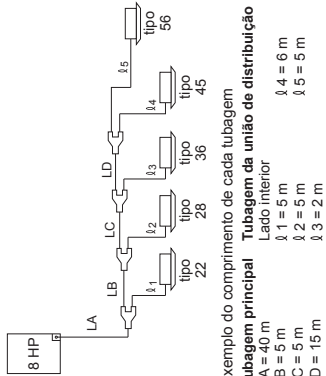 8 HP
LA
LB
LC
LD
ℓ1
ℓ2
ℓ3
ℓ4
ℓ5
tipo
22
tipo
28
tipo
36
tipo
45
tipo
56
xemplo do comprimento de cada tubagem
ubagem principal Tubagem da união de distribuição
Lado interior
A = 40 m ℓ1 = 5 m ℓ4 = 6 m
B = 5 m ℓ2 = 5 m ℓ5 = 5 m
C = 5 m ℓ3 = 2 m
D = 15 m